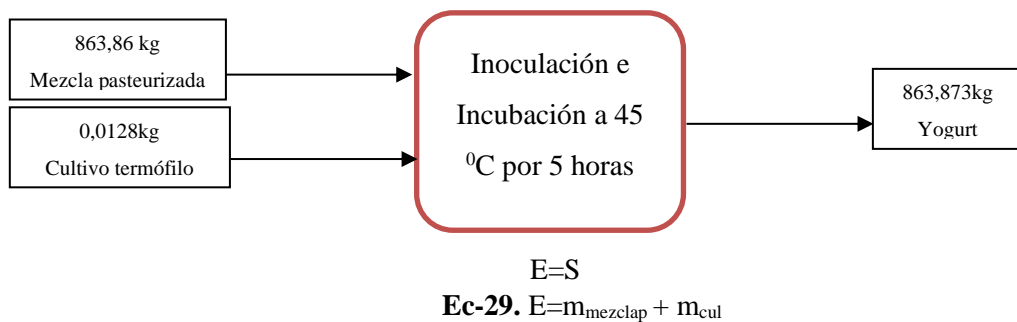 863,86 kg
Mezcla pasteurizada
0,0128kg
Cultivo termófilo
Inoculación e
Incubación a 45
⁰C por 5 horas
863,873kg
Yogurt
E=S
Ec-29. E=mmezclap + mcul